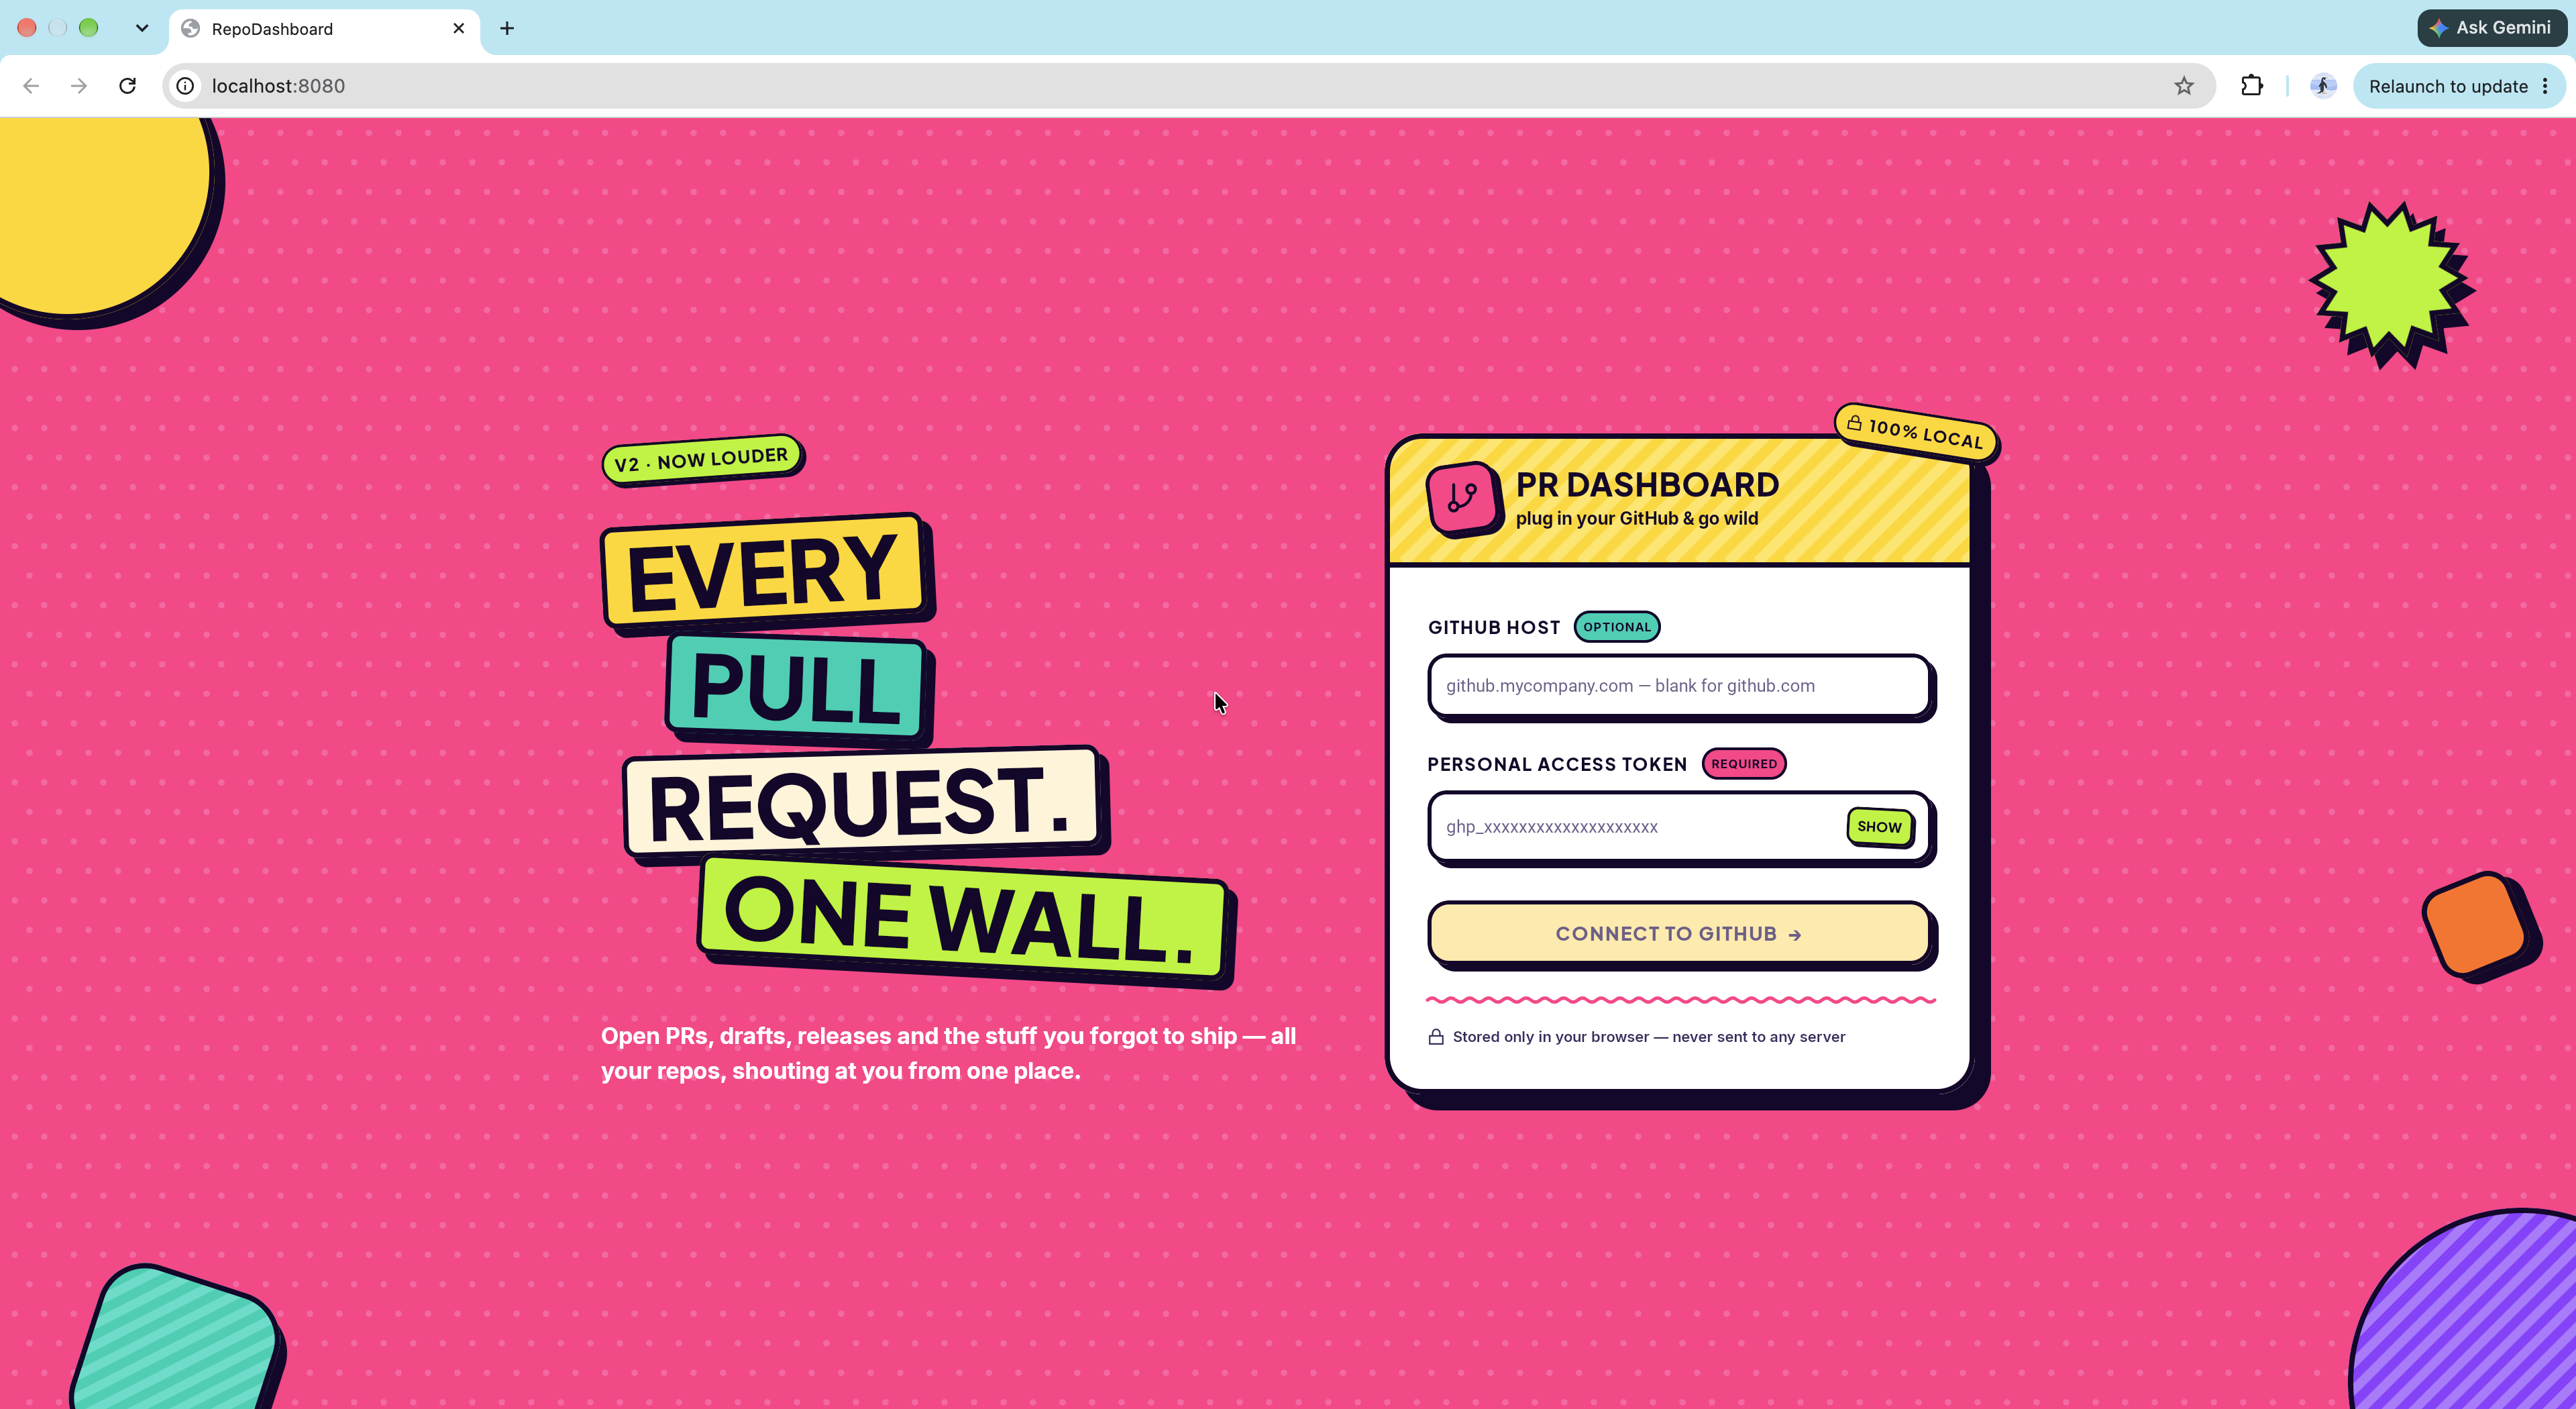 RepoDashboard
Ask Gemini
localhost:8080
Relaunch to update
V2 · NOW LOUDER
EVERY
PULL
REQUEST.
ONE WALL.
Open PRs, drafts, releases and the stuff you forgot to ship — all
your repos, shouting at you from one place.
100% LOCAL
PR DASHBOARD
plug in your GitHub & go wild
GITHUB HOST OPTIONAL
github.mycompany.com — blank for github.com
PERSONAL ACCESS TOKEN REQUIRED
ghp_xxxxxxxxxxxxxxxxxxxx SHOW
CONNECT TO GITHUB →
Stored only in your browser — never sent to any server